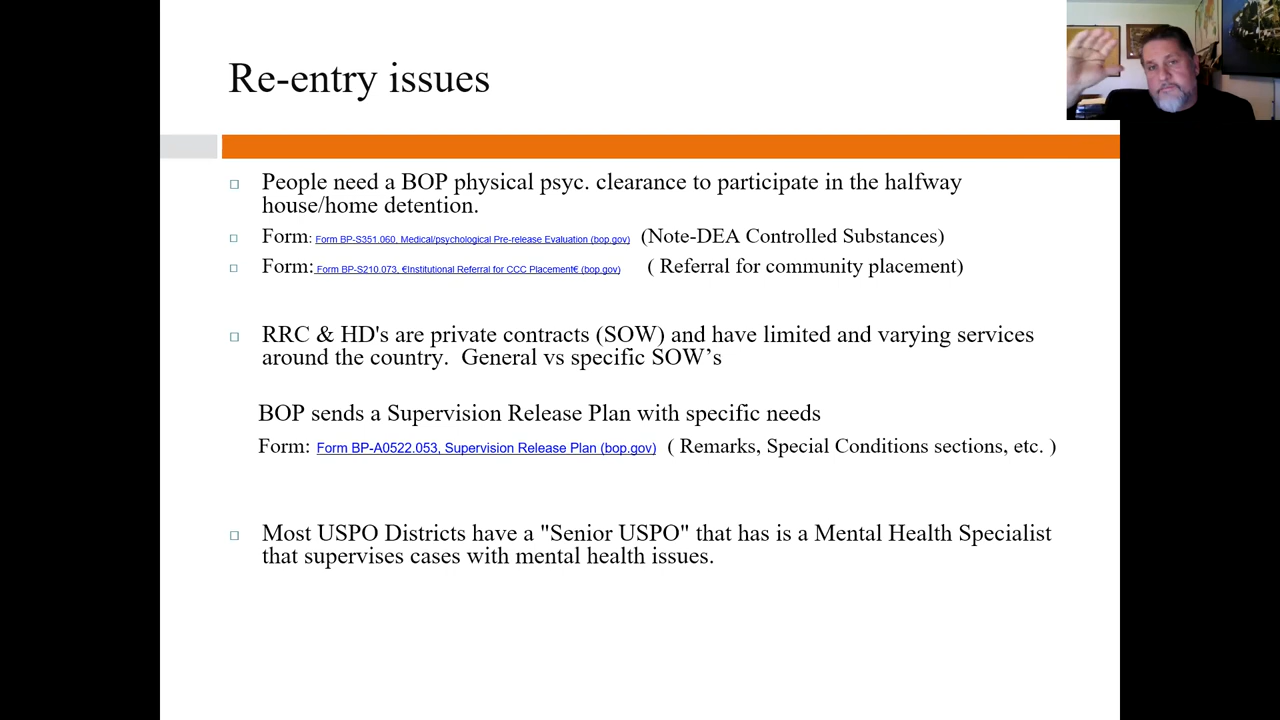 Re-entry issues
People need a BOP physical psyc. clearance to participate in the halfway
house/home detention.
Form: Form BP-S351.060, Medical/psychological Pre-release Evaluation (bop.gov) (Note-DEA Controlled Substances)
Form: Form BP-S210.073, €Institutional Referral for CCC Placement€ (bop.gov) ( Referral for community placement)
RRC & HD's are private contracts (SOW) and have limited and varying services
around the country. General vs specific SOW’s
BOP sends a Supervision Release Plan with specific needs
Form: Form BP-A0522.053, Supervision Release Plan (bop.gov) ( Remarks, Special Conditions sections, etc. )
Most USPO Districts have a "Senior USPO" that has is a Mental Health Specialist
that supervises cases with mental health issues.